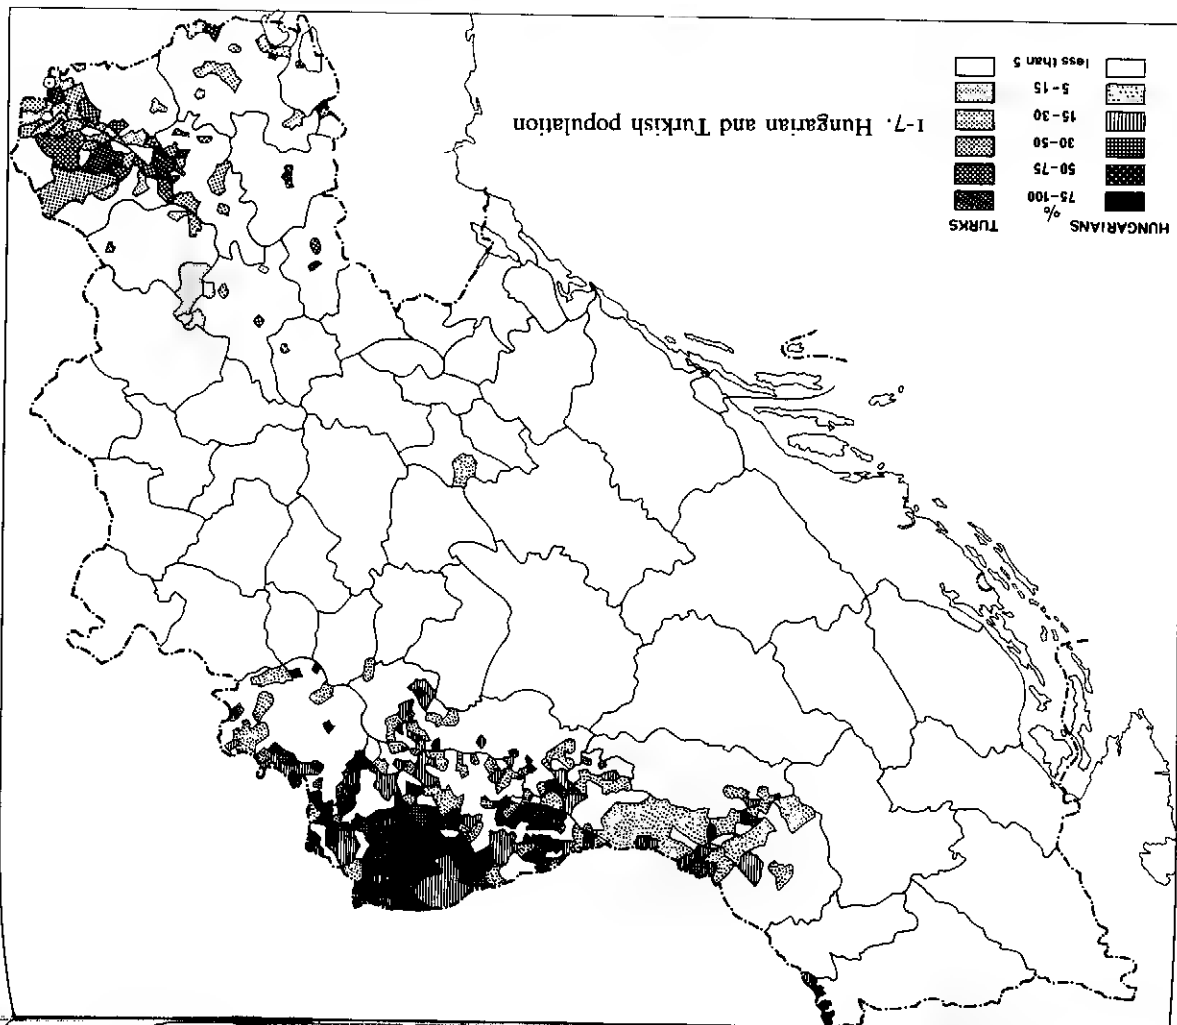 1-7. Hungarian and Turkish population
HUNGARIANS % TURKS
75-100
50-75
30-50
15-30
5-15
less than 5